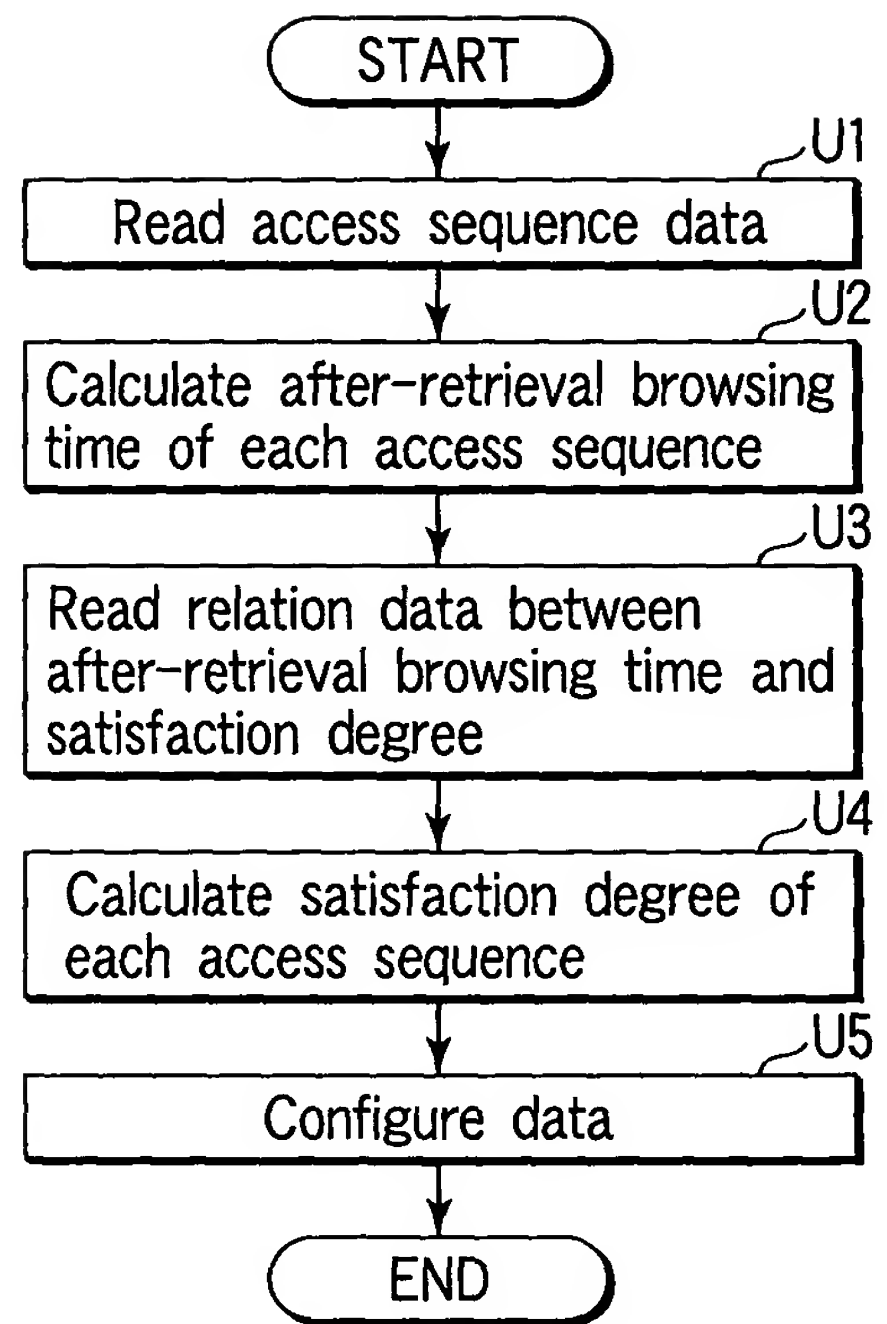 START
U1
Read access sequence data
U2
Calculate after-retrieval browsing
time of each access sequence
U3
Read relation data between
after-retrieval browsing time and
satisfaction degree
U4
Calculate satisfaction degree of
each access sequence
U5
Configure data
END